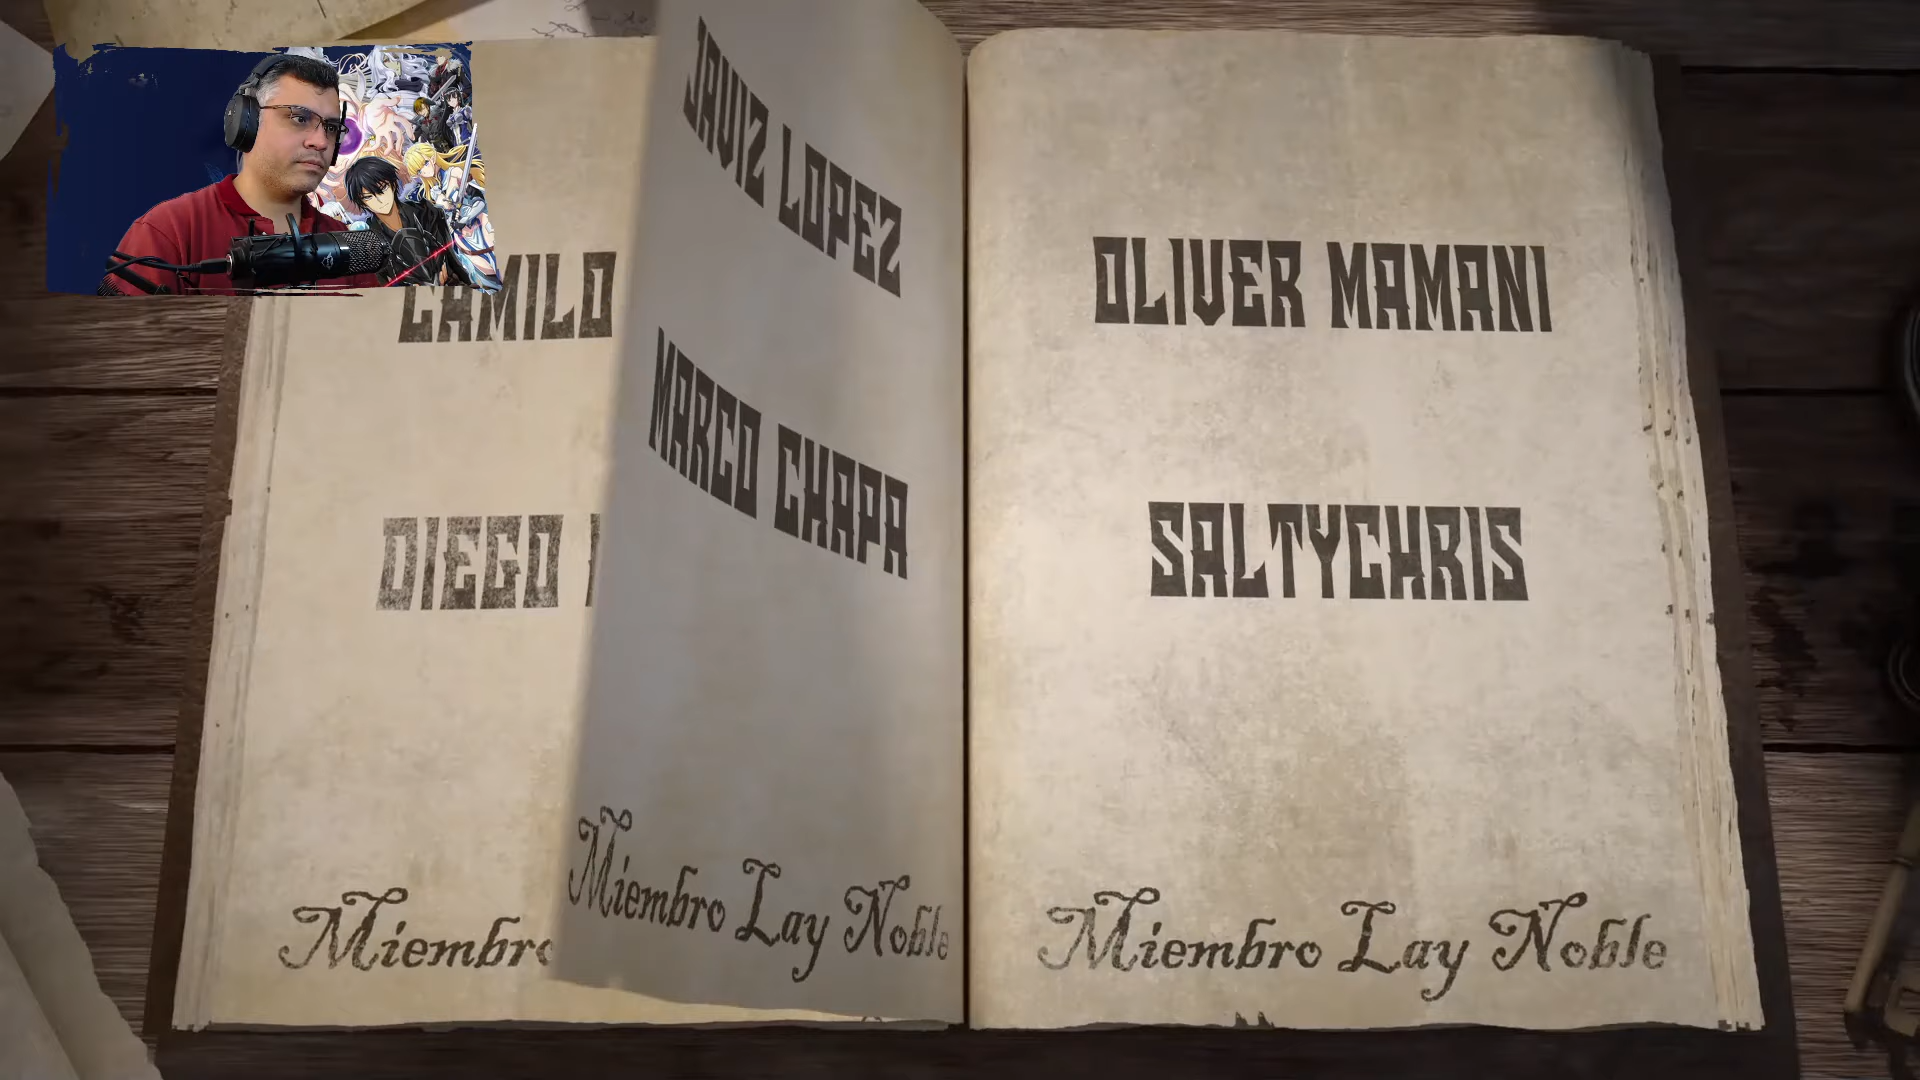 CAMILO
DIEGO
Miembro
JAVIZ LOPEZ
MARCO CHAPA
Miembro Lay Noble
OLIVER MAMANI
SALTYCHRIS
Miembro Lay Noble